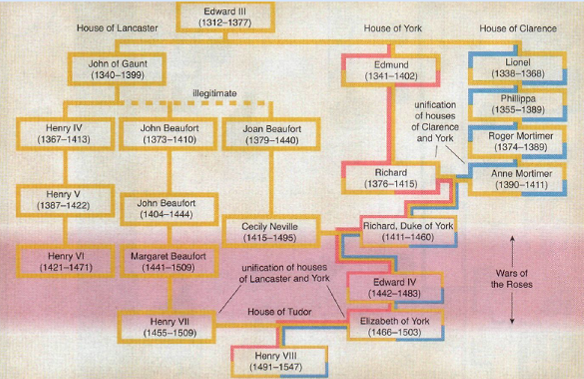 Edward III
(1312–1377)
House of Lancaster
House of York
House of Clarence
John of Gaunt
(1340–1399)
Edmund
(1341–1402)
Lionel
(1338–1368)
illegitimate
Phillippa
(1355–1389)
unification
of houses
of Clarence
and York
Henry IV
(1367–1413)
John Beaufort
(1373–1410)
Joan Beaufort
(1379–1440)
Roger Mortimer
(1374–1389)
Richard
(1376–1415)
Anne Mortimer
(1390–1411)
Henry V
(1387–1422)
John Beaufort
(1404–1444)
Cecily Neville
(1415–1495)
Richard, Duke of York
(1411–1460)
Henry VI
(1421–1471)
Margaret Beaufort
(1441–1509)
unification of houses
of Lancaster and York
Edward IV
(1442–1483)
Wars of
the Roses
House of Tudor
Henry VII
(1455–1509)
Elizabeth of York
(1466–1503)
Henry VIII
(1491–1547)